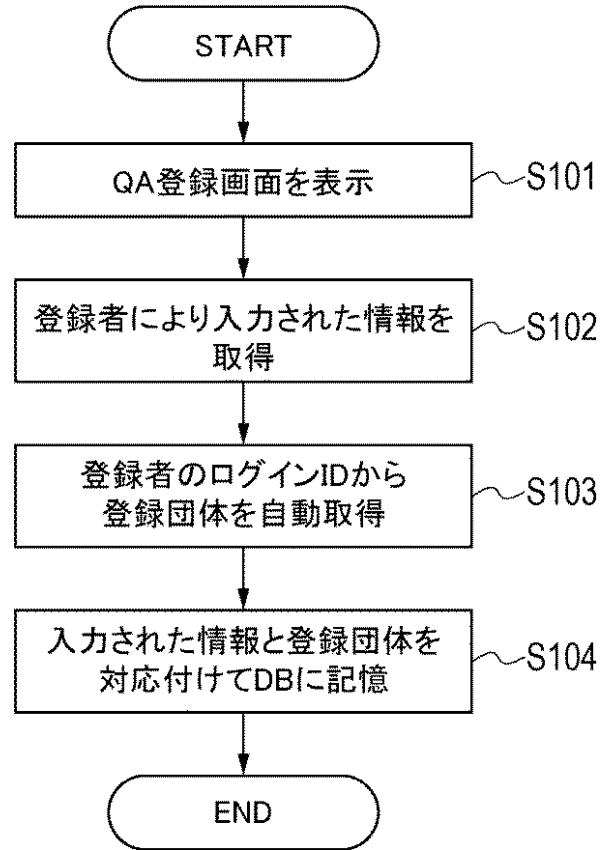 START
QA登録画面を表示
S101
登録者により入力された情報を
取得
S102
登録者のログインIDから
登録団体を自動取得
S103
入力された情報と登録団体を
対応付けてDBに記憶
S104
END